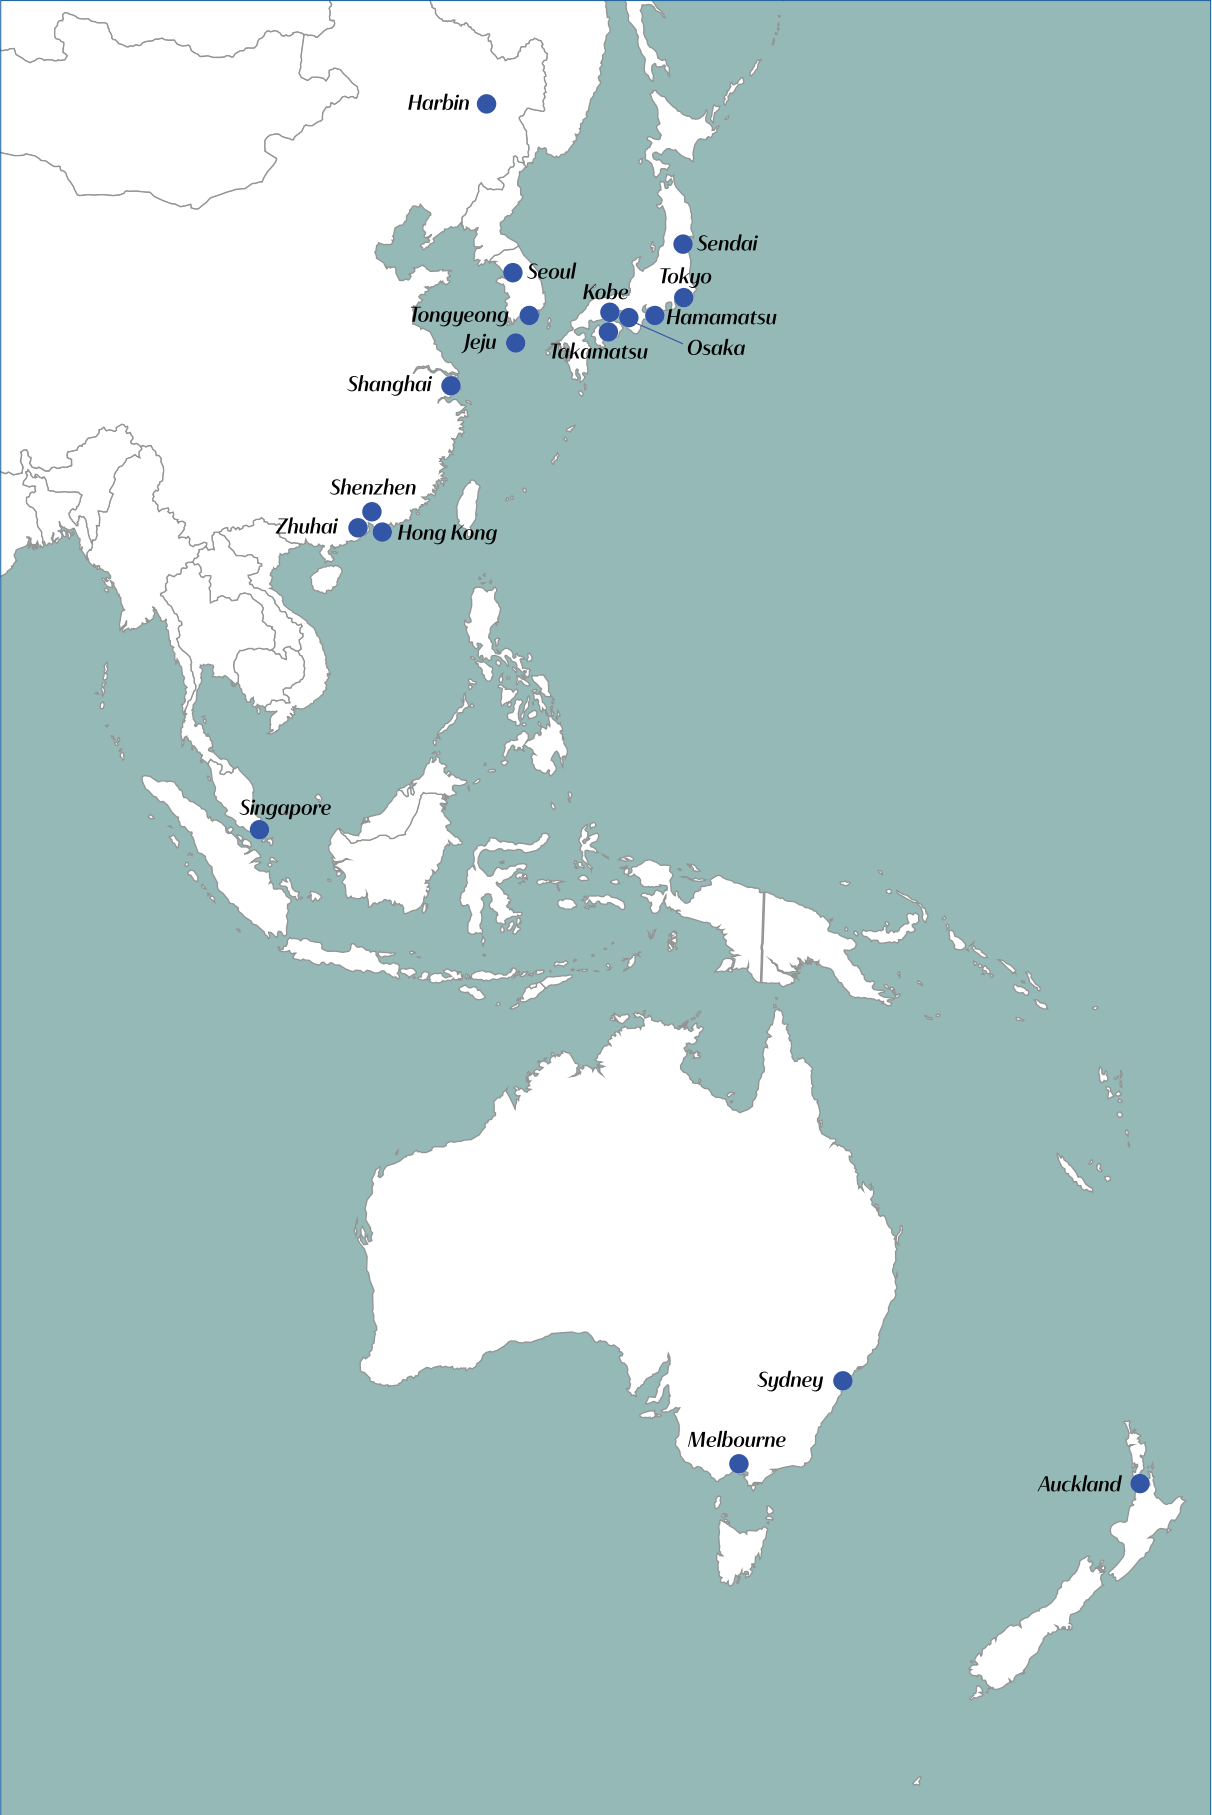 Harbin
Sendai
Seoul
Tokyo
Kobe
Tongyeong
Hamamatsu
Jeju
Osaka
Takamatsu
Shanghai
Shenzhen
Zhuhai
Hong Kong
Singapore
Sydney
Melbourne
Auckland